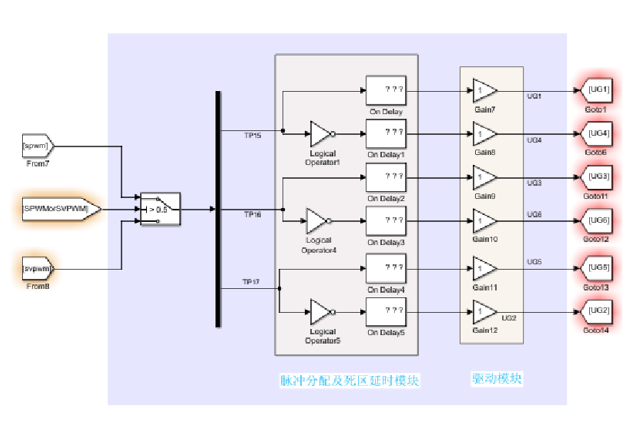 [spwm]
From7
[SPWMorSVPWM]
[svpwm]
From8
> 0.5
TP15
TP16
TP17
Logical
Operator1
Logical
Operator4
Logical
Operator5
? ? ?
On Delay
? ? ?
On Delay1
? ? ?
On Delay2
? ? ?
On Delay3
? ? ?
On Delay4
? ? ?
On Delay5
1
Gain7
1
Gain8
1
Gain9
1
Gain10
1
Gain11
1
Gain12
UG1
UG4
UG3
UG6
UG5
UG2
[UG1]
Goto1
[UG4]
Goto6
[UG3]
Goto11
[UG6]
Goto12
[UG5]
Goto13
[UG2]
Goto14
脉冲分配及死区延时模块
驱动模块